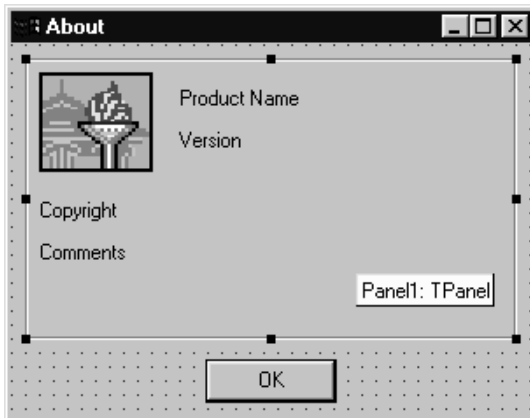 About
Product Name
Version
Copyright
Comments
Panel1: TPanel
OK